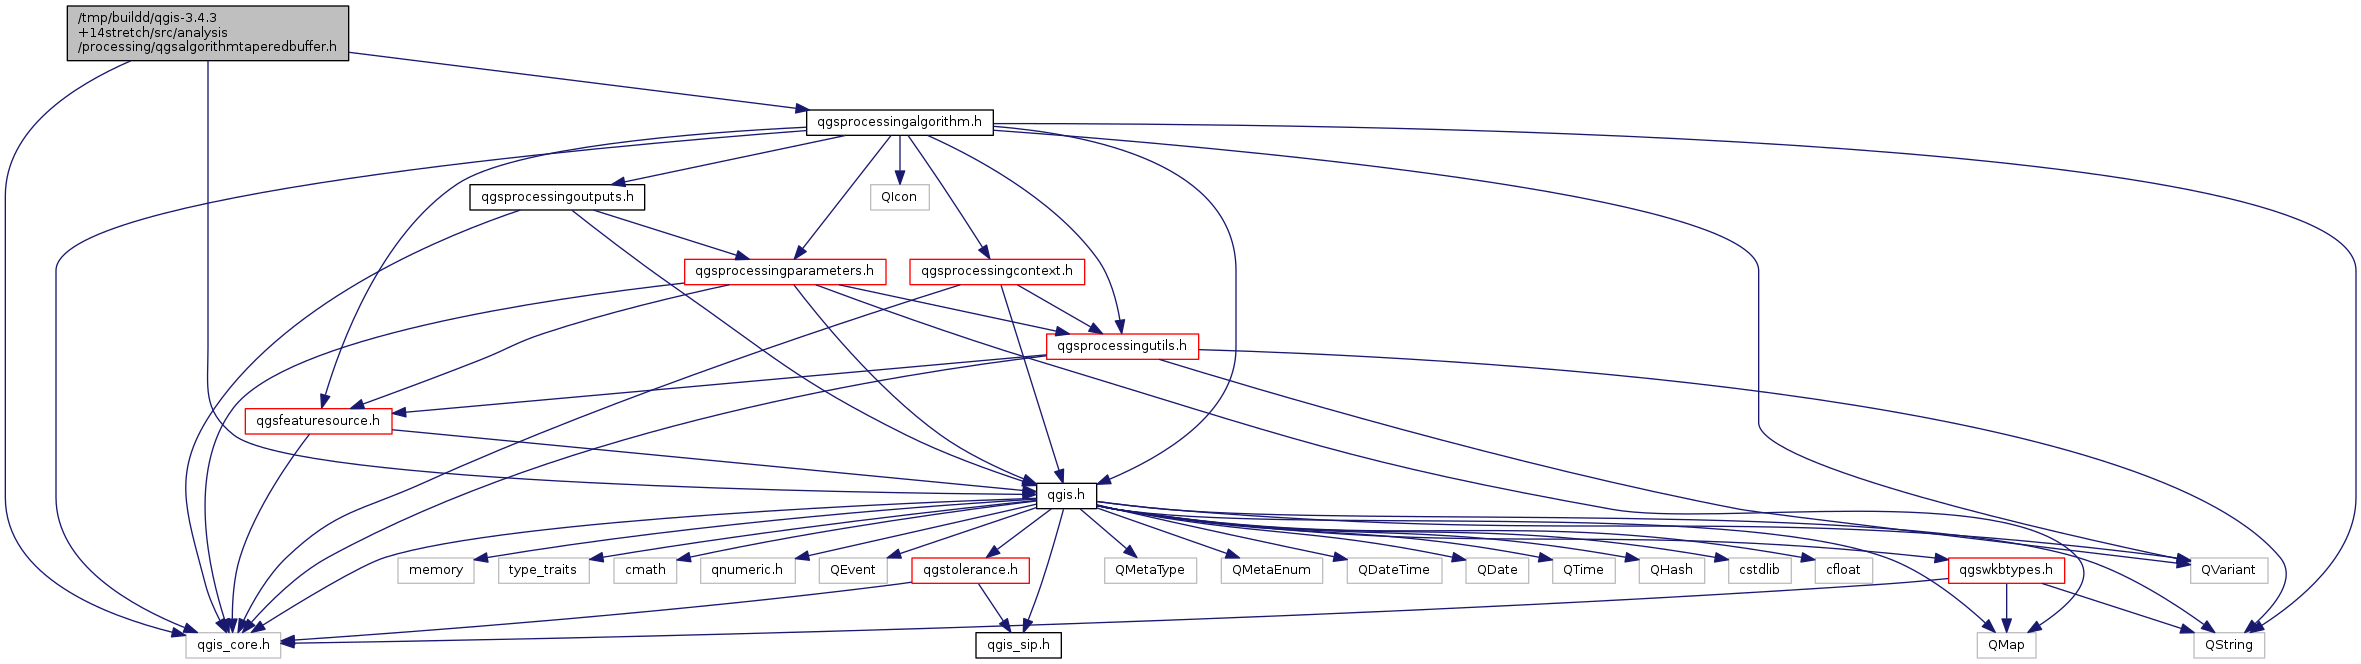 /tmp/buildd/qgis-3.4.3
+14stretch/src/analysis
/processing/qgsalgorithmtaperedbuffer.h
qgsprocessingalgorithm.h
qgsprocessingoutputs.h
QIcon
qgsprocessingparameters.h
qgsprocessingcontext.h
qgsprocessingutils.h
qgsfeaturesource.h
qgis.h
memory
type_traits
cmath
qnumeric.h
QEvent
qgstolerance.h
QMetaType
QMetaEnum
QDateTime
QDate
QTime
QHash
cstdlib
cfloat
qgswkbtypes.h
QVariant
qgis_core.h
qgis_sip.h
QMap
QString